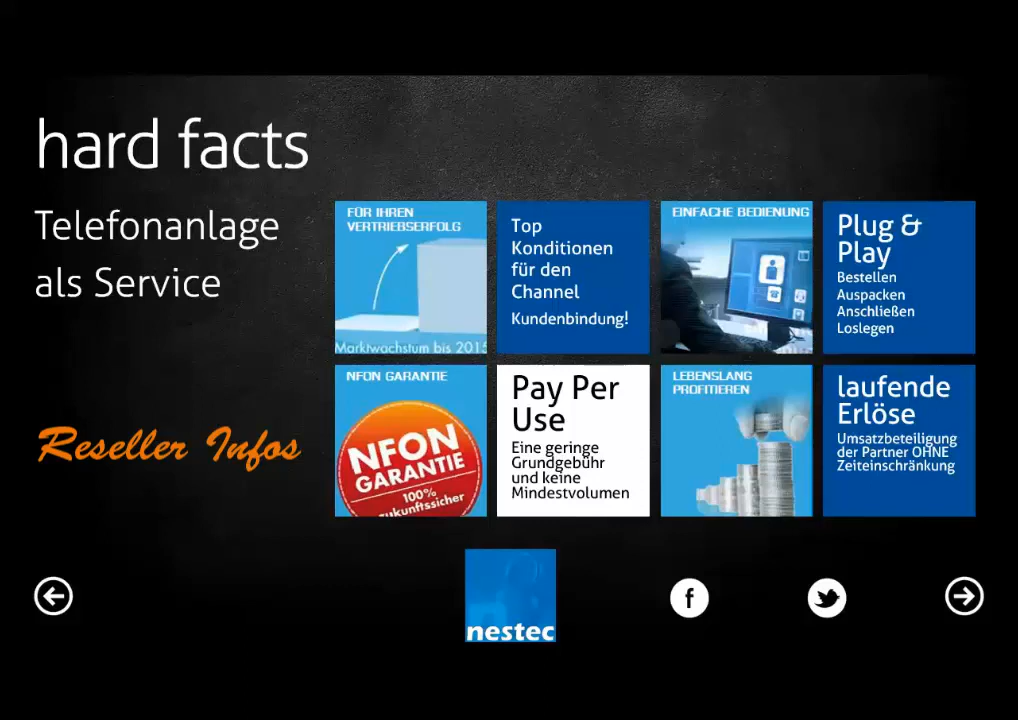 hard facts
Telefonanlage
als Service
Reseller Infos
FÜR IHREN
VERTRIEBSERFOLG
Marktwachstum bis 2015
Top
Konditionen
für den
Channel
Kundenbindung!
EINFACHE BEDIENUNG
Plug &
Play
Bestellen
Auspacken
Anschließen
Loslegen
NFON GARANTIE
NFON
GARANTIE
100%
zukunftssicher
Pay Per
Use
Eine geringe
Grundgebühr
und keine
Mindestvolumen
LEBENSLANG
PROFITIEREN
laufende
Erlöse
Umsatzbeteiligung
der Partner OHNE
Zeiteinschränkung
nestec
f